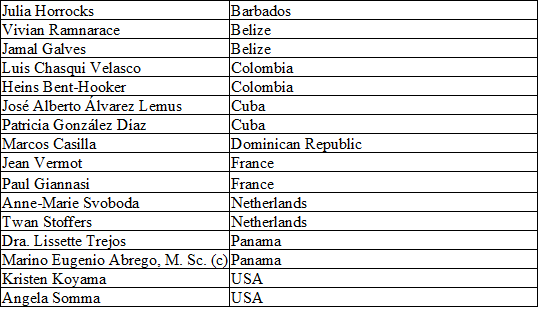 Julia Horrocks Barbados
Vivian Ramnarace Belize
Jamal Galves Belize
Luis Chasqui Velasco Colombia
Heins Bent-Hooker Colombia
José Alberto Álvarez Lemus Cuba
Patricia González Diaz Cuba
Marcos Casilla Dominican Republic
Jean Vermot France
Paul Giannasi France
Anne-Marie Svoboda Netherlands
Twan Stoffers Netherlands
Dra. Lissette Trejos Panama
Marino Eugenio Abrego, M. Sc. (c) Panama
Kristen Koyama USA
Angela Somma USA